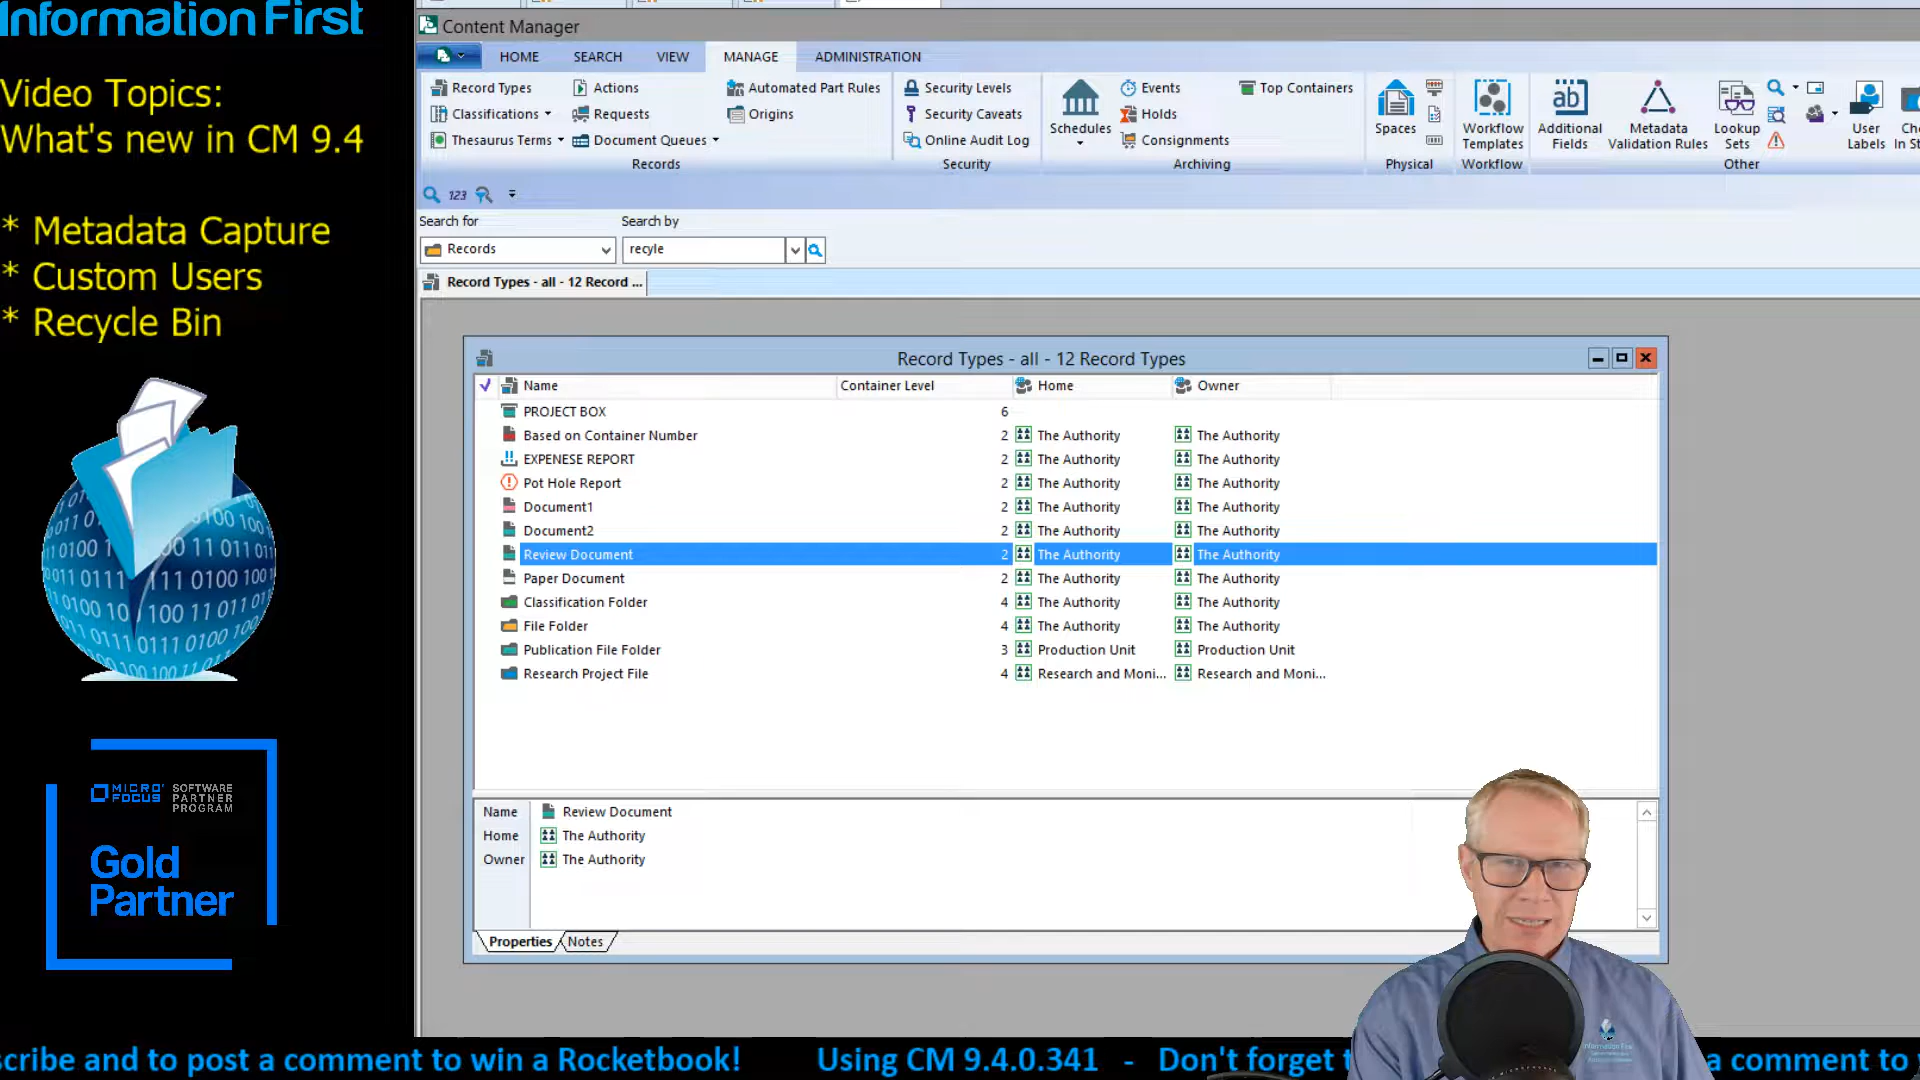 Information First
Video Topics:
What's new in CM 9.4
* Metadata Capture
* Custom Users
* Recycle Bin
MICRO FOCUS
SOFTWARE PARTNER PROGRAM
Gold
Partner
Content Manager
HOME SEARCH VIEW MANAGE ADMINISTRATION
Record Types Actions Automated Part Rules Security Levels Events Top Containers
Classifications Requests Origins Security Caveats Holds
Thesaurus Terms Document Queues Online Audit Log Consignments
Schedules Spaces Workflow Templates Additional Fields Metadata Validation Rules Lookup Sets User Labels
Records Security Archiving Physical Workflow Other
123
Search for Search by
Records recyle
Record Types - all - 12 Record ...
Record Types - all - 12 Record Types
Name Container Level Home Owner
PROJECT BOX 6
Based on Container Number 2 The Authority The Authority
EXPENESE REPORT 2 The Authority The Authority
Pot Hole Report 2 The Authority The Authority
Document1 2 The Authority The Authority
Document2 2 The Authority The Authority
Review Document 2 The Authority The Authority
Paper Document 2 The Authority The Authority
Classification Folder 4 The Authority The Authority
File Folder 4 The Authority The Authority
Publication File Folder 3 Production Unit Production Unit
Research Project File 4 Research and Moni... Research and Moni...
Name Review Document
Home The Authority
Owner The Authority
Properties Notes
scribe and to post a comment to win a Rocketbook! Using CM 9.4.0.341 - Don't forget t a comment to